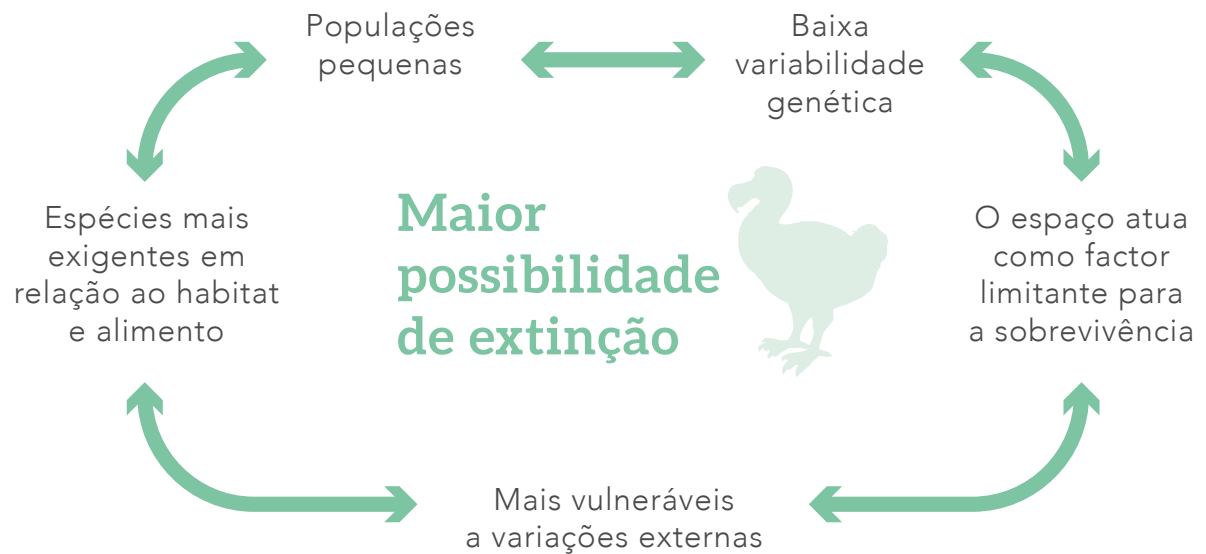 Populações
pequenas
Baixa
variabilidade
genética
Espécies mais
exigentes em
relação ao habitat
e alimento
Maior
possibilidade
de extinção
O espaço atua
como factor
limitante para
a sobrevivência
Mais vulneráveis
a variações externas